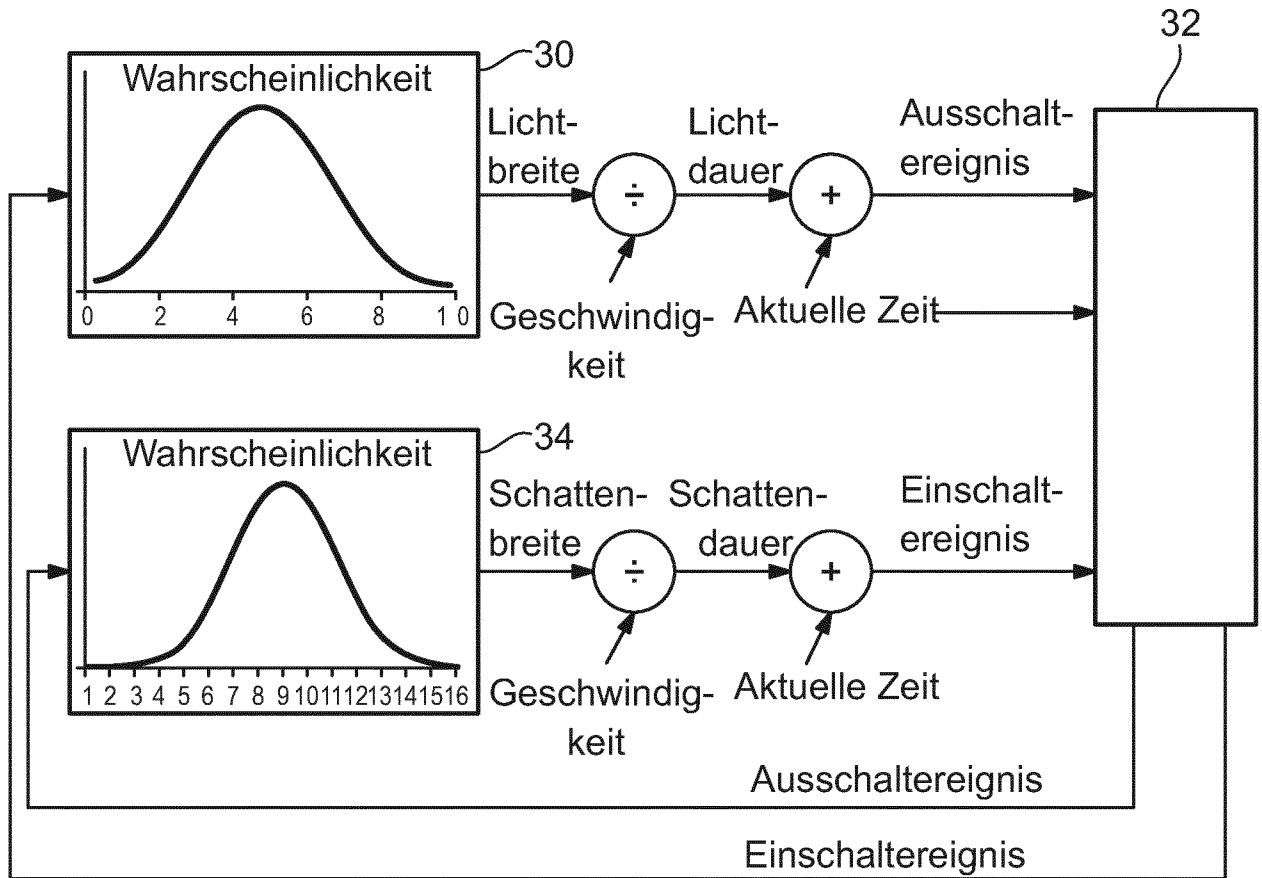 32
30
Wahrscheinlichkeit
0 2 4 6 8 1 0
Licht-
breite
÷
Licht-
dauer
+
Ausschalt-
ereignis
Geschwindig-
keit
Aktuelle Zeit
34
Wahrscheinlichkeit
1 2 3 4 5 6 7 8 9 10 11 12 13 14 15 16
Schatten-
breite
÷
Schatten-
dauer
+
Einschalt-
ereignis
Geschwindig-
keit
Aktuelle Zeit
Ausschaltereignis
Einschaltereignis